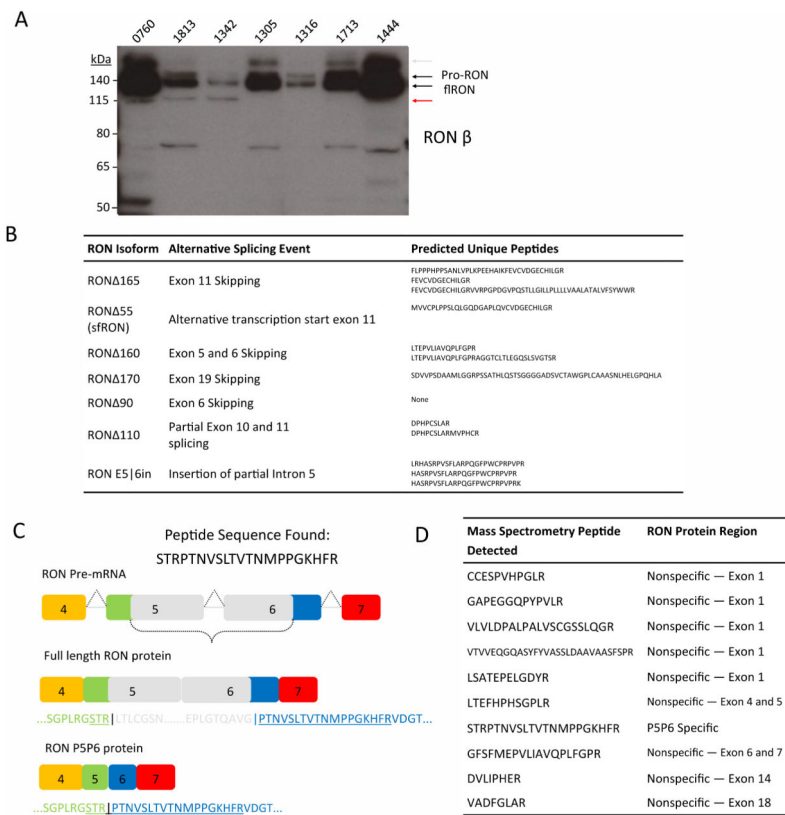 A
0760 1813 1342 1305 1316 1713 1444
kDa
140
115
80
65
50
Pro-RON
flRON
RON β
B
RON Isoform Alternative Splicing Event Predicted Unique Peptides
RONΔ165 Exon 11 Skipping
FLPPPHPPSANLVPLKPEEHAIKFEVCVDGECHILGR
FEVCVDGECHILGR
FEVCVDGECHILGRVVRPGPDGVPQSTLLGILLPLLLLVAALATALVFSYWWR
RONΔ55
(sfRON)
Alternative transcription start exon 11
MVVCPLPPSLQLGQDGAPLQVCVDGECHILGR
RONΔ160 Exon 5 and 6 Skipping
LTEPVLIAVQPLFGPR
LTEPVLIAVQPLFGPRAGGTCLTLEGQSLSVGTSR
RONΔ170 Exon 19 Skipping
SDVVPSDAAMLGGRPSSATHLQSTSGGGGADSVCTAWGPLCAAASNLHELGPQHLA
RONΔ90 Exon 6 Skipping None
RONΔ110
Partial Exon 10 and 11
splicing
DPHPCSLAR
DPHPCSLARMVPHCR
RON E5|6in Insertion of partial Intron 5
LRHASRPVSFLARPQGFPWCPRPVPR
HASRPVSFLARPQGFPWCPRPVPR
HASRPVSFLARPQGFPWCPRPVPRK
C
Peptide Sequence Found:
STRPTNVSLTVTNMPPGKHFR
RON Pre-mRNA
4 5 6 7
Full length RON protein
4 5 6 7
...SGPLRGSTR|LTLCGSN......EPLGTQAVG|PTNVSLTVTNMPPGKHFRVDGT...
RON P5P6 protein
4 5 6 7
...SGPLRGSTR|PTNVSLTVTNMPPGKHFRVDGT...
D
Mass Spectrometry Peptide
Detected
RON Protein Region
CCESPVHPGLR Nonspecific — Exon 1
GAPEGGQPYPVLR Nonspecific — Exon 1
VLVLDPALPALVSCGSSLQGR Nonspecific — Exon 1
VTVVEQGQASYFYVASSLDAAVAASFSPR Nonspecific — Exon 1
LSATEPELGDYR Nonspecific — Exon 1
LTEFHPHSGPLR Nonspecific — Exon 4 and 5
STRPTNVSLTVTNMPPGKHFR P5P6 Specific
GFSFMEPVLIAVQPLFGPR Nonspecific — Exon 6 and 7
DVLIPHER Nonspecific — Exon 14
VADFGLAR Nonspecific — Exon 18